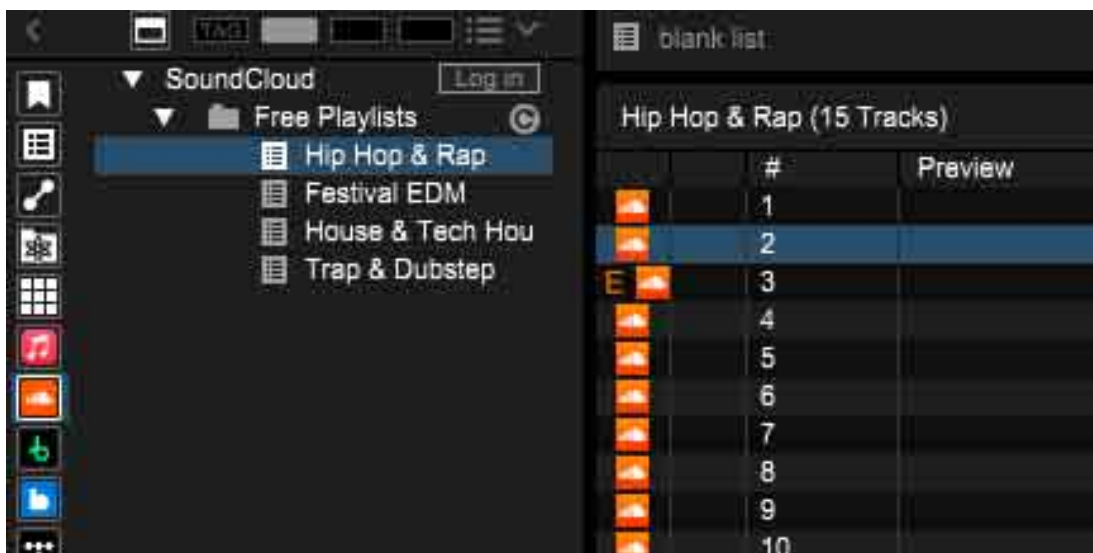 TAG
blank list
SoundCloud
Log in
Free Playlists
Hip Hop & Rap
Festival EDM
House & Tech Hou
Trap & Dubstep
Hip Hop & Rap (15 Tracks)
# Preview
1
2
E 3
4
5
6
7
8
9
10